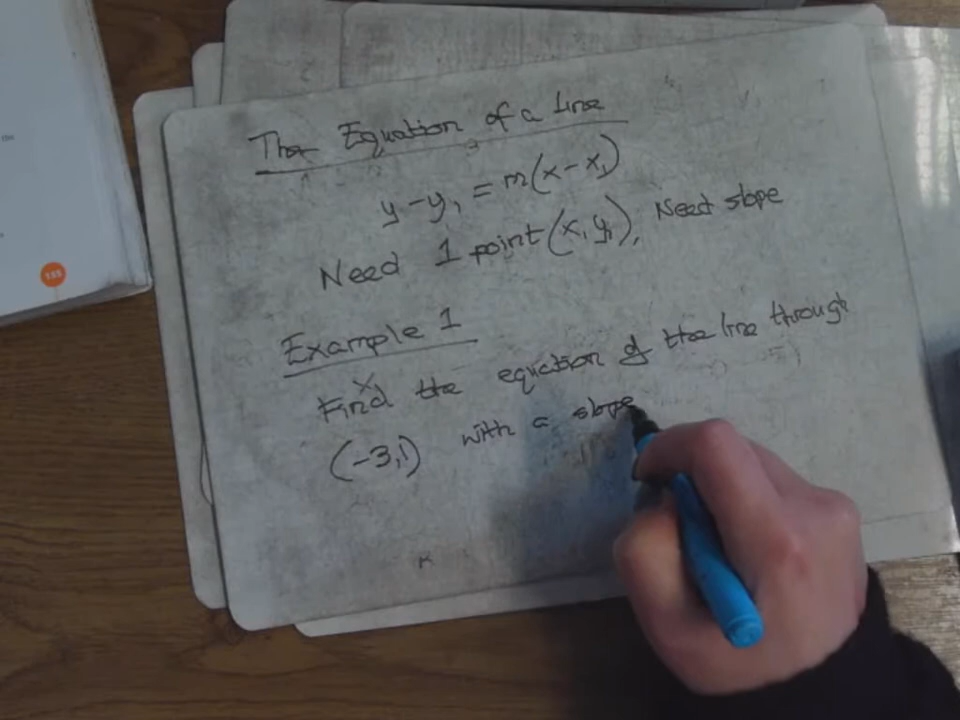 The Equation of a Line
y - y₁ = m(x - x₁)
Need 1 point (x₁ y₁), Need slope
Example 1
Find the equation of the line through
(-3,1) with a slope
155